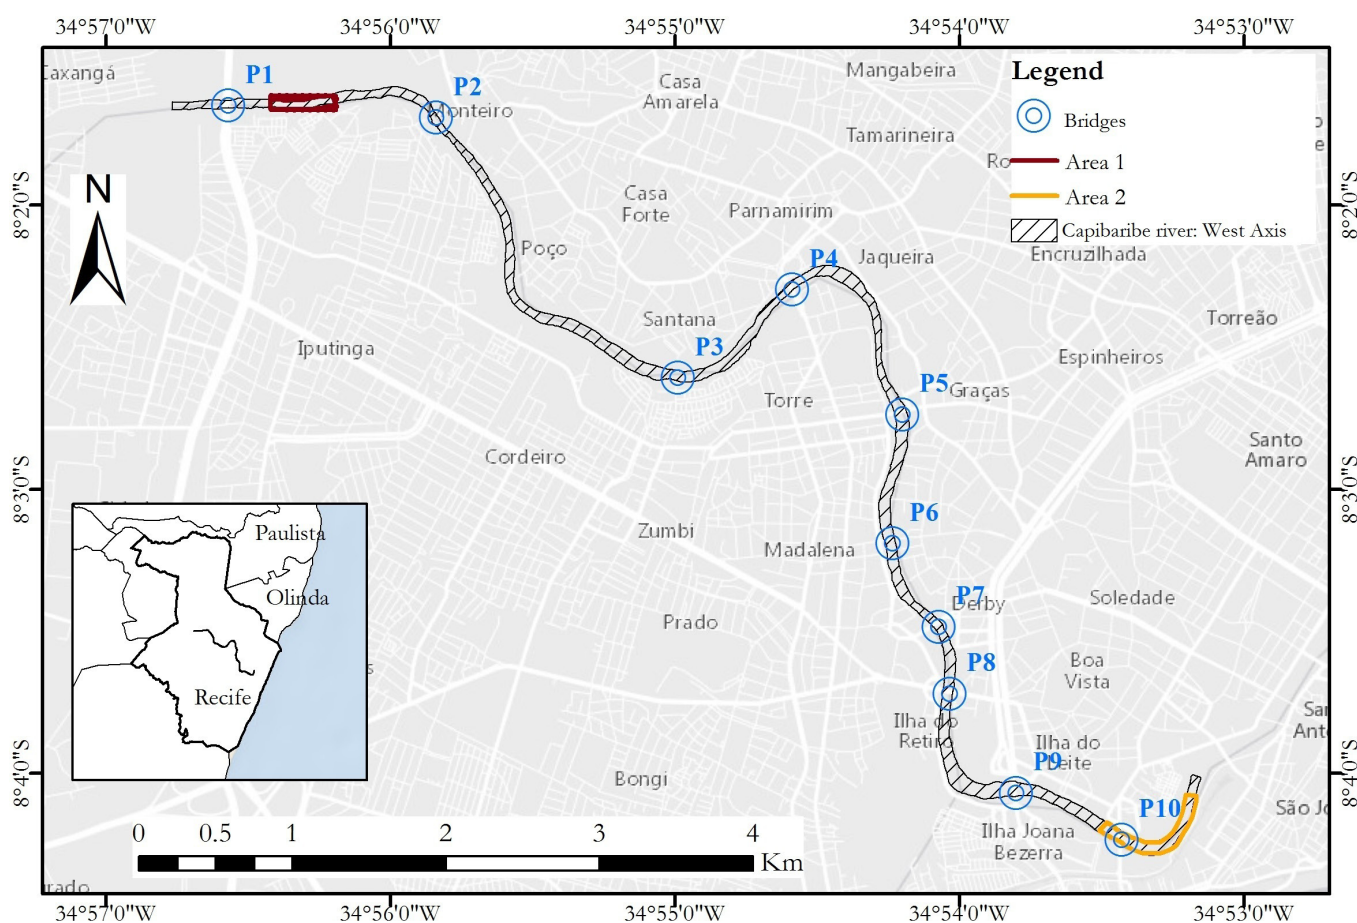 34°57'0"W
34°56'0"W
34°55'0"W
34°54'0"W
34°53'0"W
Legend
Bridges
Area 1
Area 2
Capibaribe river: West Axis
P1
P2
Monteiro
Casa
Amarela
Mangabeira
Tamarineira
Casa
Forte
Parnamirim
Poço
P4
Jaqueira
Encruzilhada
N
8°2'0"S
8°2'0"S
Santana
P3
Torreão
Iputinga
Espinheiros
Torre
P5
Graças
Cordeiro
Santo
Amaro
8°3'0"S
8°3'0"S
P6
Zumbi
Madalena
Paulista
Olinda
Recife
P7
Derby
Soledade
Prado
P8
Boa
Vista
Ilha do
Retiro
Ilha do
Leite
P9
Bongi
8°4'0"S
8°4'0"S
P10
Ilha Joana
Bezerra
0 0.5 1 2 3 4
Km
34°57'0"W
34°56'0"W
34°55'0"W
34°54'0"W
34°53'0"W